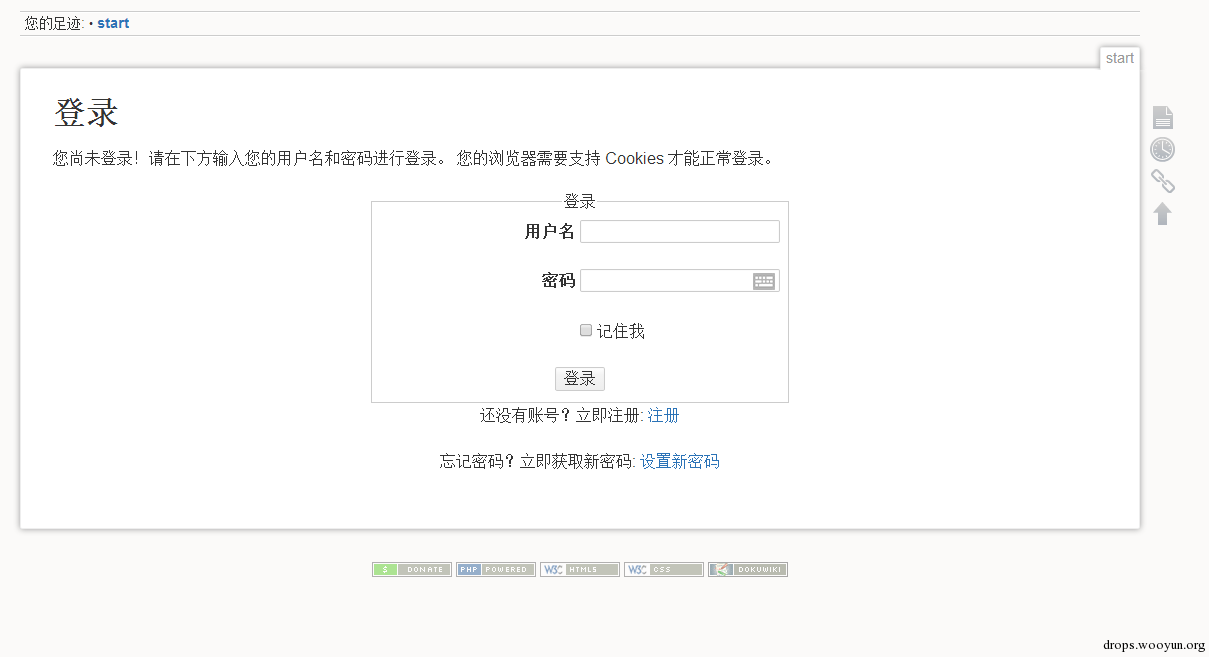 您的足迹: • start
start
登录
您尚未登录！请在下方输入您的用户名和密码进行登录。 您的浏览器需要支持 Cookies 才能正常登录。
登录
用户名
密码
记住我
登录
还没有账号？立即注册: 注册
忘记密码？立即获取新密码: 设置新密码
$ DONATE PHP POWERED W3C HTML5 W3C CSS DOKUWIKI
drops.wooyun.org